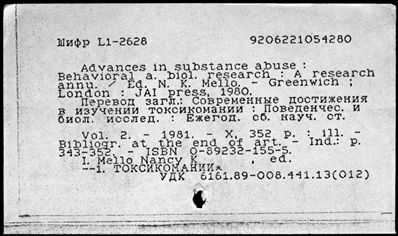 Шифр L1-2628 9206221054280
Advances in substance abuse :
Behavioral a. biol. research : A research
annu. - Ed. N. K. Mello. - Greenwich ;
London : JAI press, 1980.
Перевод загл.: Современные достижения
в изучении токсикомании : Поведенчес. и
биол. исслед. : Ежегод. сб. науч. ст.
Vol. 2. - 1981. - X, 352 p. : ill. -
Bibliogr. at the end of art. - Ind.: p.
343-352. - ISBN 0-89232-155-5.
I. Mello Nancy K , ed.
--1. ТОКСИКОМАНИИ*
УДК 6161.89-008.441.13(012)